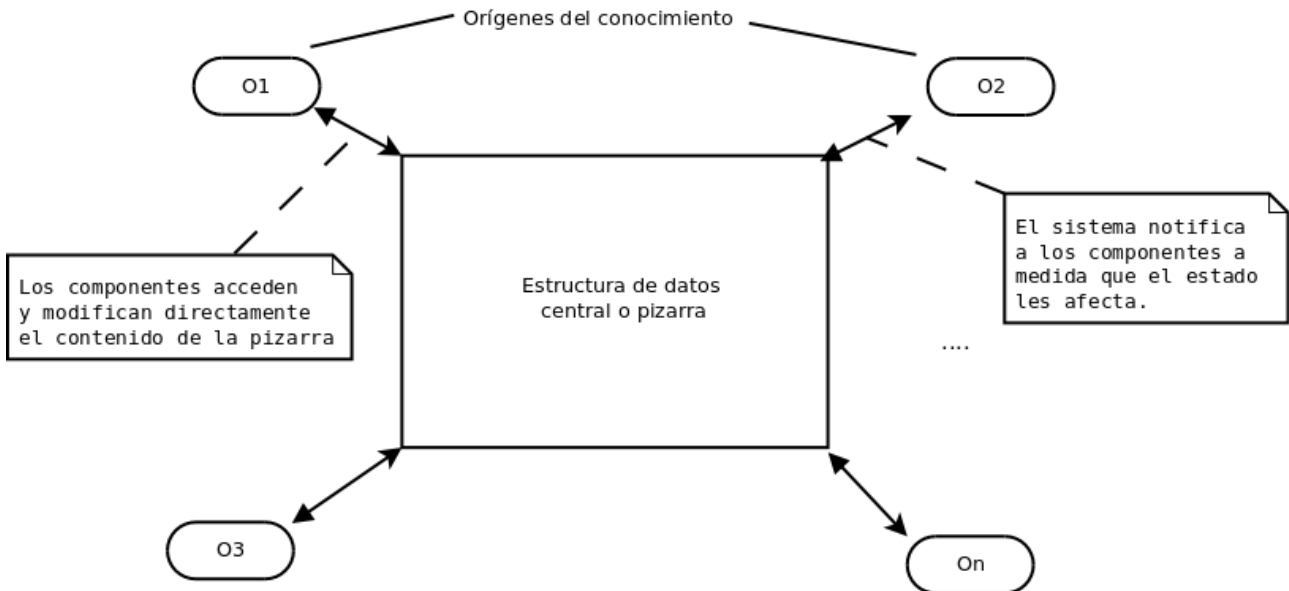 Orígenes del conocimiento
O1
O2
El sistema notifica
a los componentes a
medida que el estado
les afecta.
Los componentes acceden
y modifican directamente
el contenido de la pizarra
Estructura de datos
central o pizarra
....
O3
On